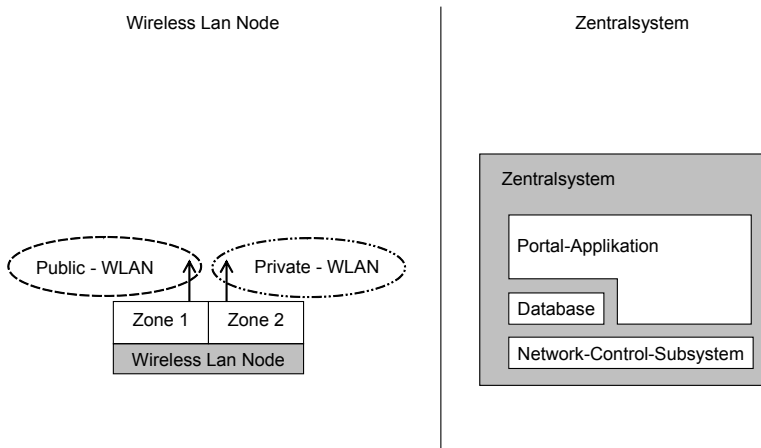 Wireless Lan Node
Zentralsystem
Zentralsystem
Portal-Applikation
Public - WLAN
Private - WLAN
Database
Zone 1
Zone 2
Network-Control-Subsystem
Wireless Lan Node